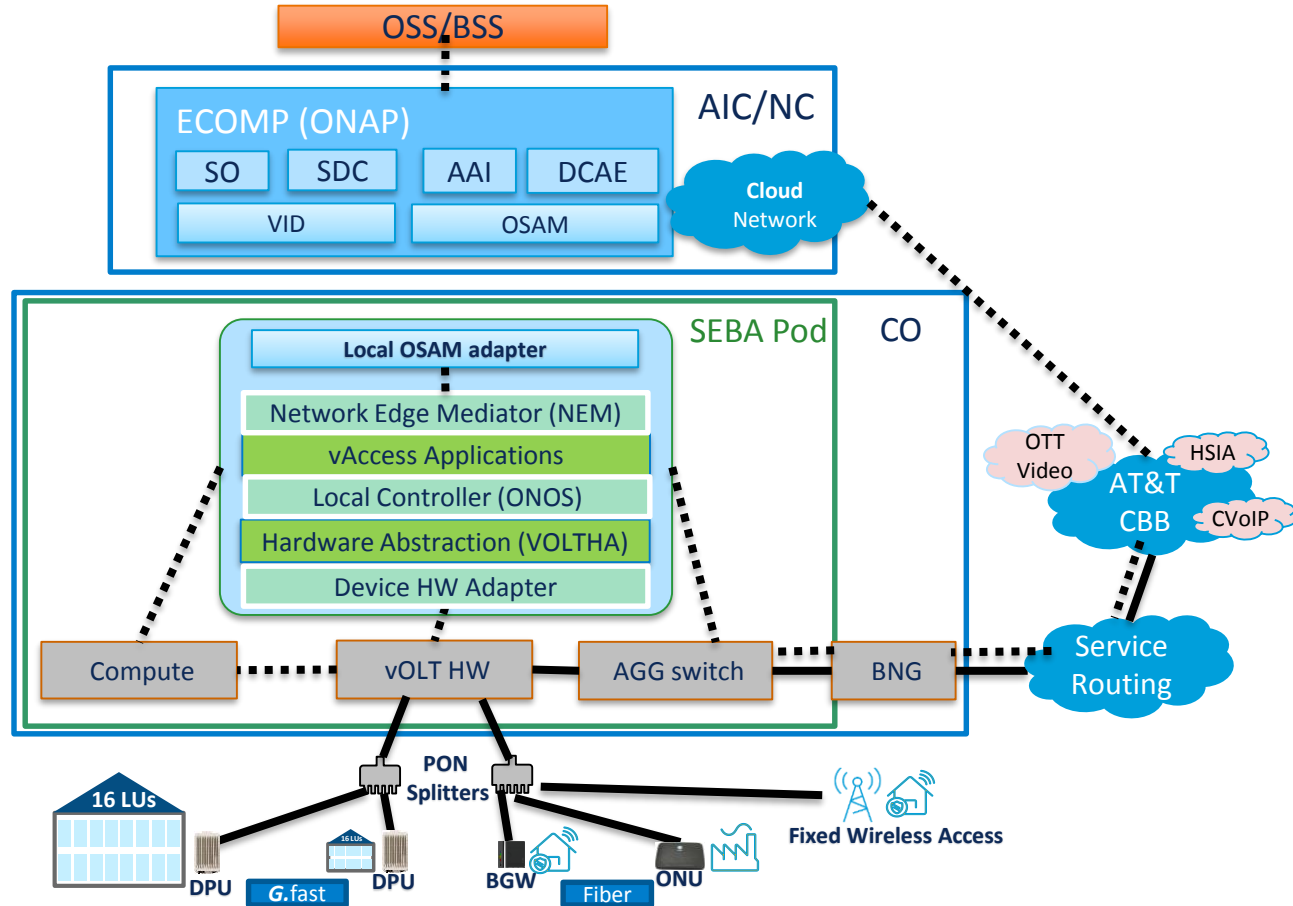 OSS/BSS
AIC/NC
ECOMP (ONAP)
SO
SDC
AAI
DCAE
VID
OSAM
Cloud
Network
SEBA Pod
CO
Local OSAM adapter
Network Edge Mediator (NEM)
vAccess Applications
Local Controller (ONOS)
Hardware Abstraction (VOLTHA)
Device HW Adapter
OTT
Video
HSIA
AT&T
CBB
CVoIP
Compute
vOLT HW
AGG switch
BNG
Service
Routing
PON
Splitters
16 LUs
16 LUs
Fixed Wireless Access
DPU
DPU
BGW
ONU
G.fast
Fiber